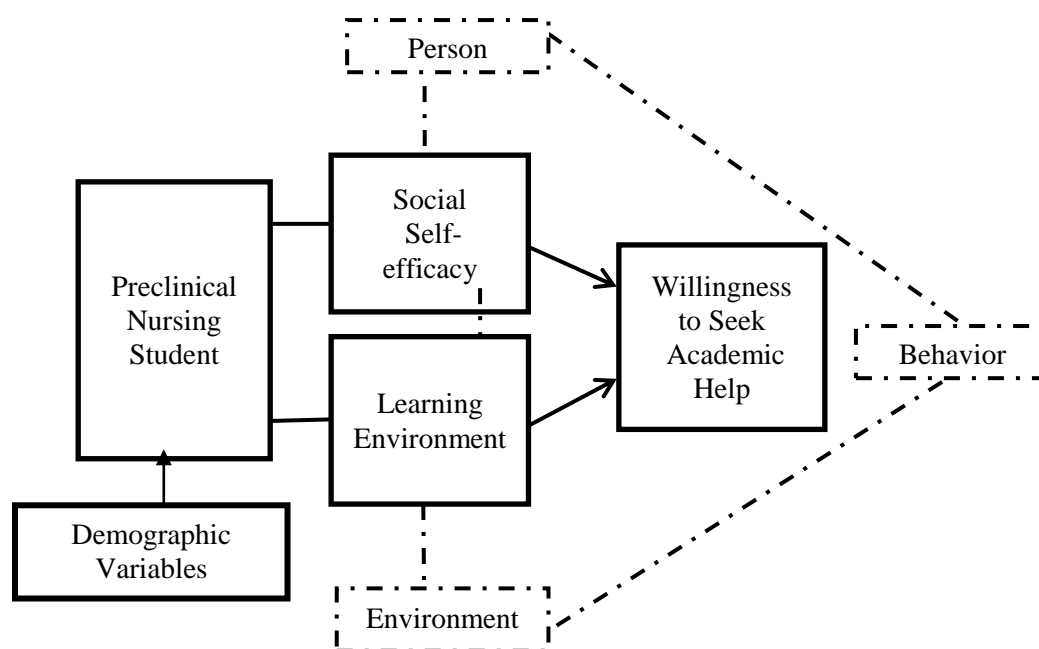 Person
Social
Self-
efficacy
Preclinical
Nursing
Student
Willingness
to Seek
Academic
Help
Behavior
Learning
Environment
Demographic
Variables
Environment